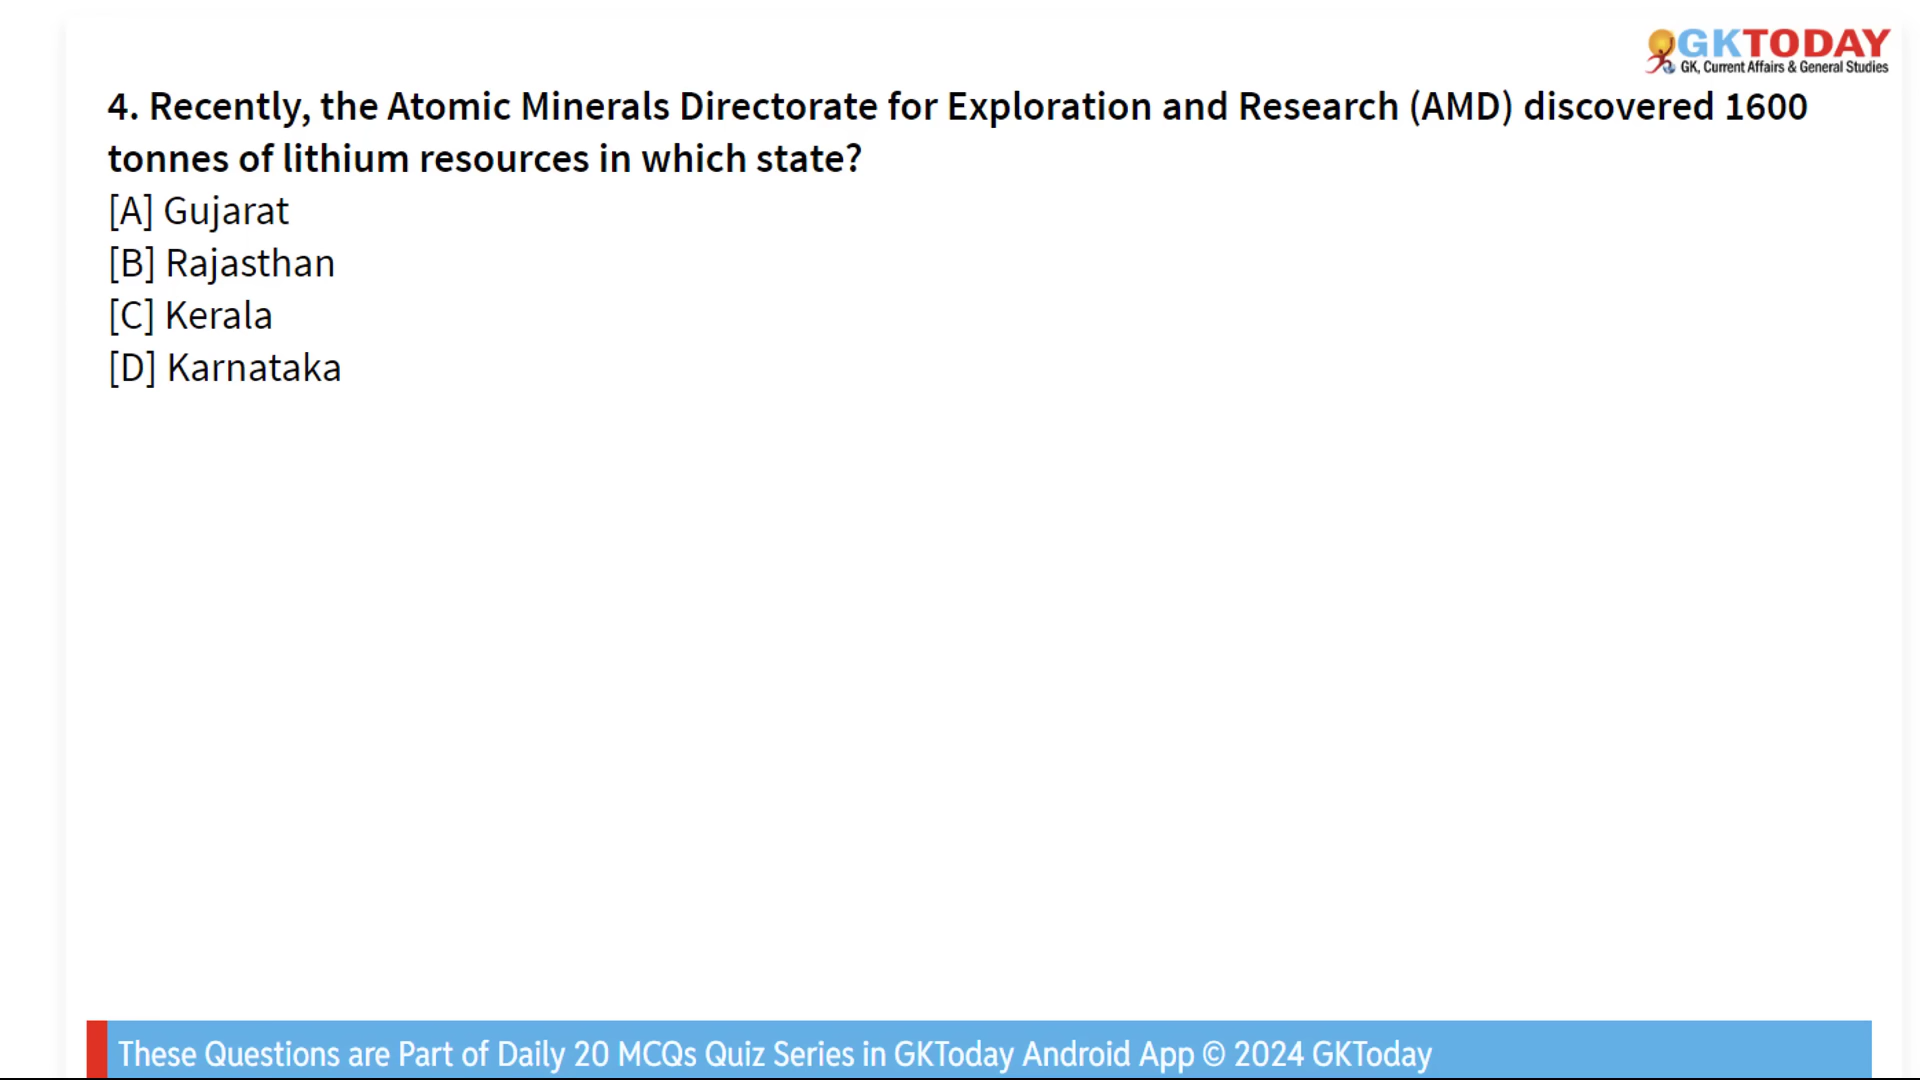 GKTODAY
GK, Current Affairs & General Studies
4. Recently, the Atomic Minerals Directorate for Exploration and Research (AMD) discovered 1600
tonnes of lithium resources in which state?
[A] Gujarat
[B] Rajasthan
[C] Kerala
[D] Karnataka
These Questions are Part of Daily 20 MCQs Quiz Series in GKToday Android App © 2024 GKToday